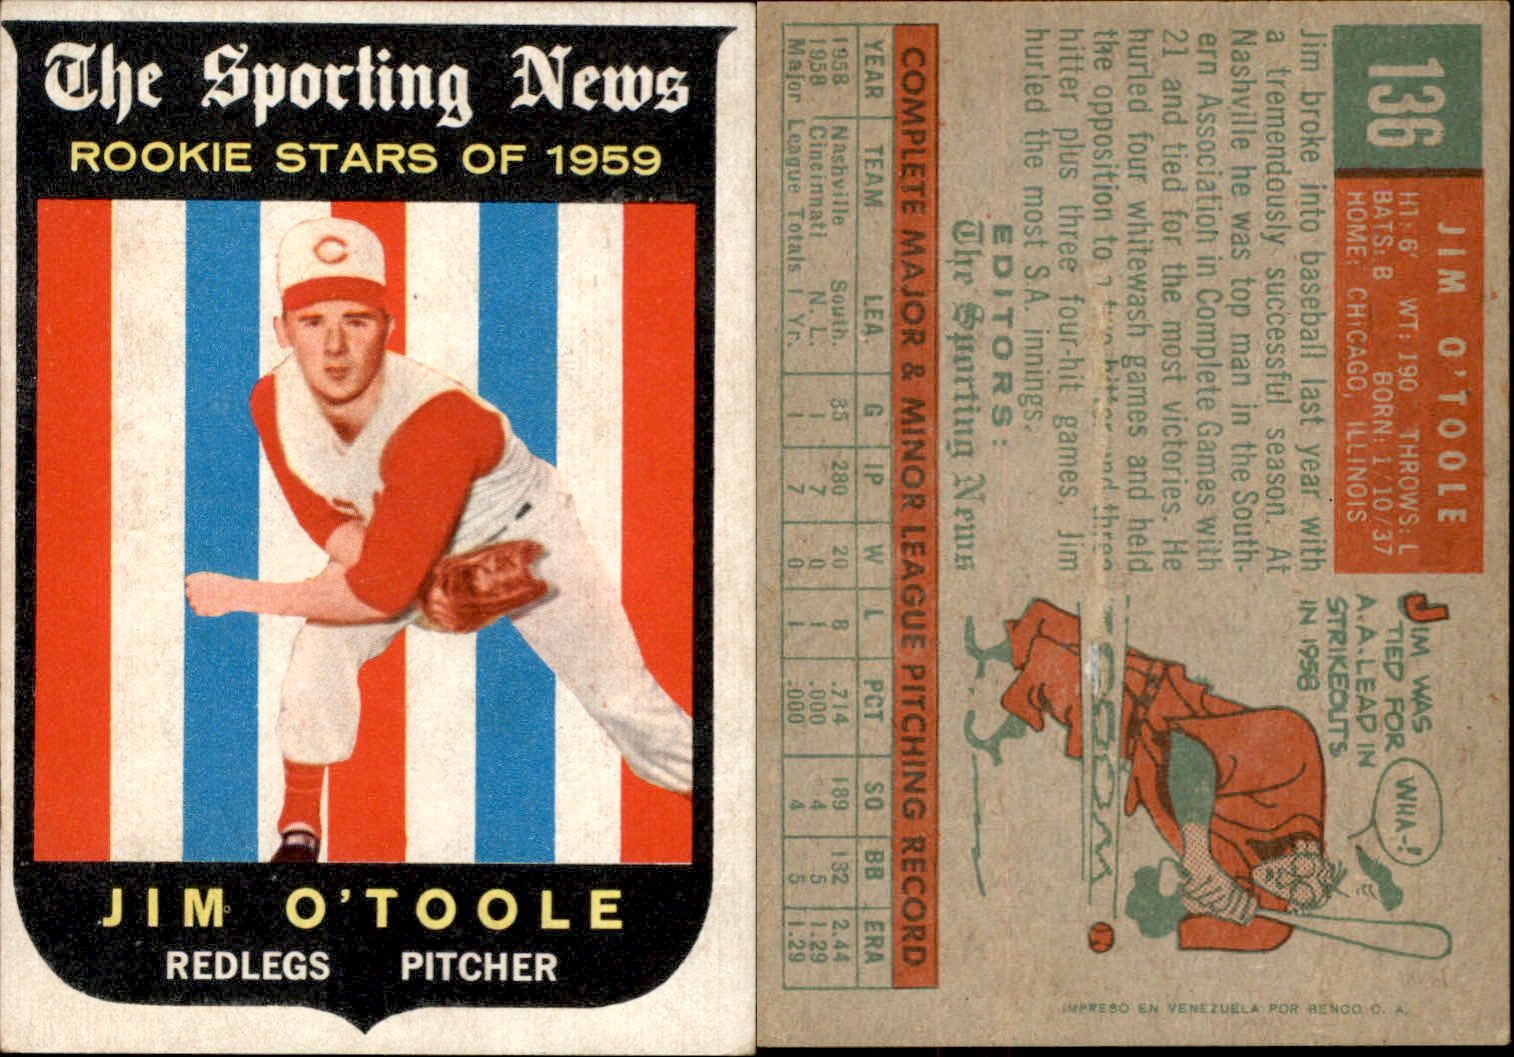 The Sporting News
ROOKIE STARS OF 1959
C
JIM O'TOOLE
REDLEGS PITCHER
136
JIM O'TOOLE
HT: 6' WT: 190 THROWS: L
BATS: B BORN: 1/10/37
HOME: CHICAGO, ILLINOIS
Jim broke into baseball last year with
a tremendously successful season. At
Nashville he was top man in the South-
ern Association in Complete Games with
21 and tied for the most victories. He
hurled four whitewash games and held
the opposition to and three
hitter plus three four-hit games. Jim
hurled the most S.A. innings.
EDITORS:
The Sporting News
JIM WAS
TIED FOR
A.A. LEAD IN
STRIKEOUTS
IN 1958
WHA-!
ZOOM
COMPLETE MAJOR & MINOR LEAGUE PITCHING RECORD
YEAR TEAM LEA G IP W L PCT SO BB ERA
1958 Nashville South. 35 280 20 8 .714 189 132 2.44
1958 Cincinnati N. L. 1 7 0 1 .000 4 5 1.29
Major League Totals 1 Yr. 1 7 0 1 .000 4 5 1.29
IMPRESO EN VENEZUELA POR BENCO C. A.